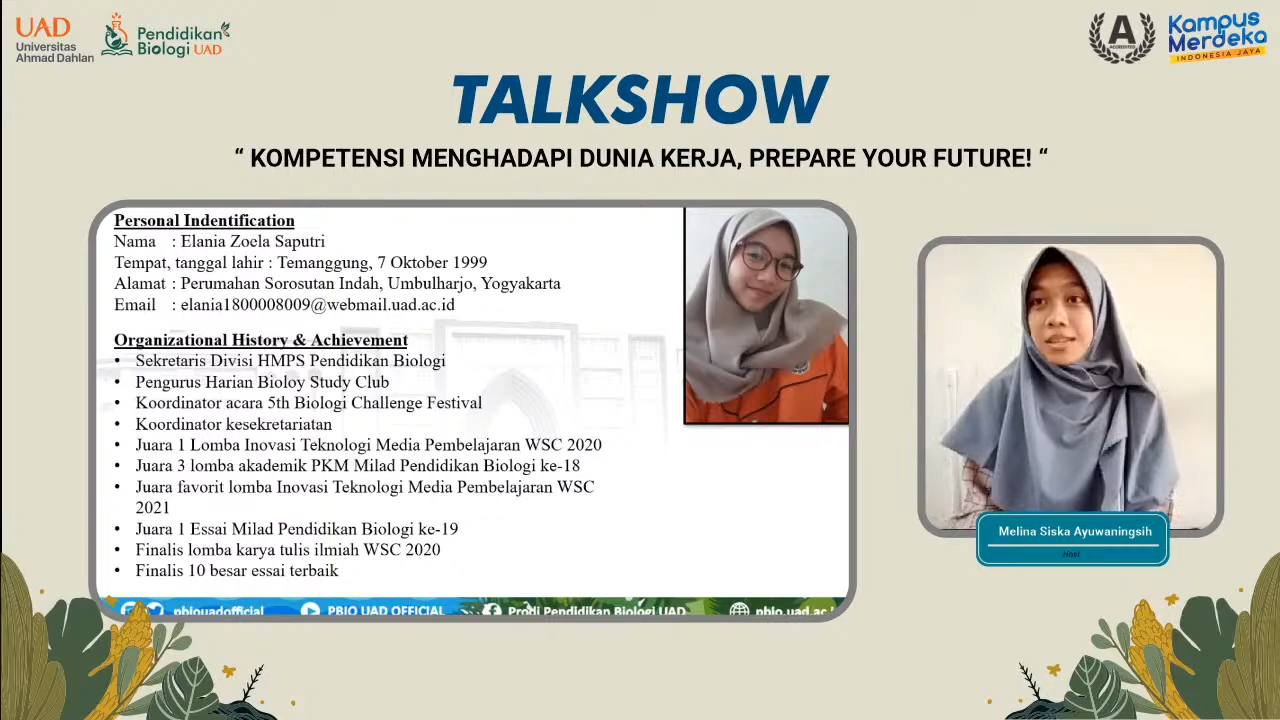 UAD
Universitas
Ahmad Dahlan
Pendidikan
Biologi UAD
A
ACCREDITED
Kampus
Merdeka
INDONESIA JAYA
TALKSHOW
“ KOMPETENSI MENGHADAPI DUNIA KERJA, PREPARE YOUR FUTURE! “
Personal Indentification
Nama : Elania Zoela Saputri
Tempat, tanggal lahir : Temanggung, 7 Oktober 1999
Alamat : Perumahan Sorosutan Indah, Umbulharjo, Yogyakarta
Email : elania1800008009@webmail.uad.ac.id
Organizational History & Achievement
• Sekretaris Divisi HMPS Pendidikan Biologi
• Pengurus Harian Bioloy Study Club
• Koordinator acara 5th Biologi Challenge Festival
• Koordinator kesekretariatan
• Juara 1 Lomba Inovasi Teknologi Media Pembelajaran WSC 2020
• Juara 3 lomba akademik PKM Milad Pendidikan Biologi ke-18
• Juara favorit lomba Inovasi Teknologi Media Pembelajaran WSC
2021
• Juara 1 Essai Milad Pendidikan Biologi ke-19
• Finalis lomba karya tulis ilmiah WSC 2020
• Finalis 10 besar essai terbaik
pbiouadofficial PBIO UAD OFFICIAL Prodi Pendidikan Biologi UAD pbio.uad.ac.i
Melina Siska Ayuwaningsih
Host